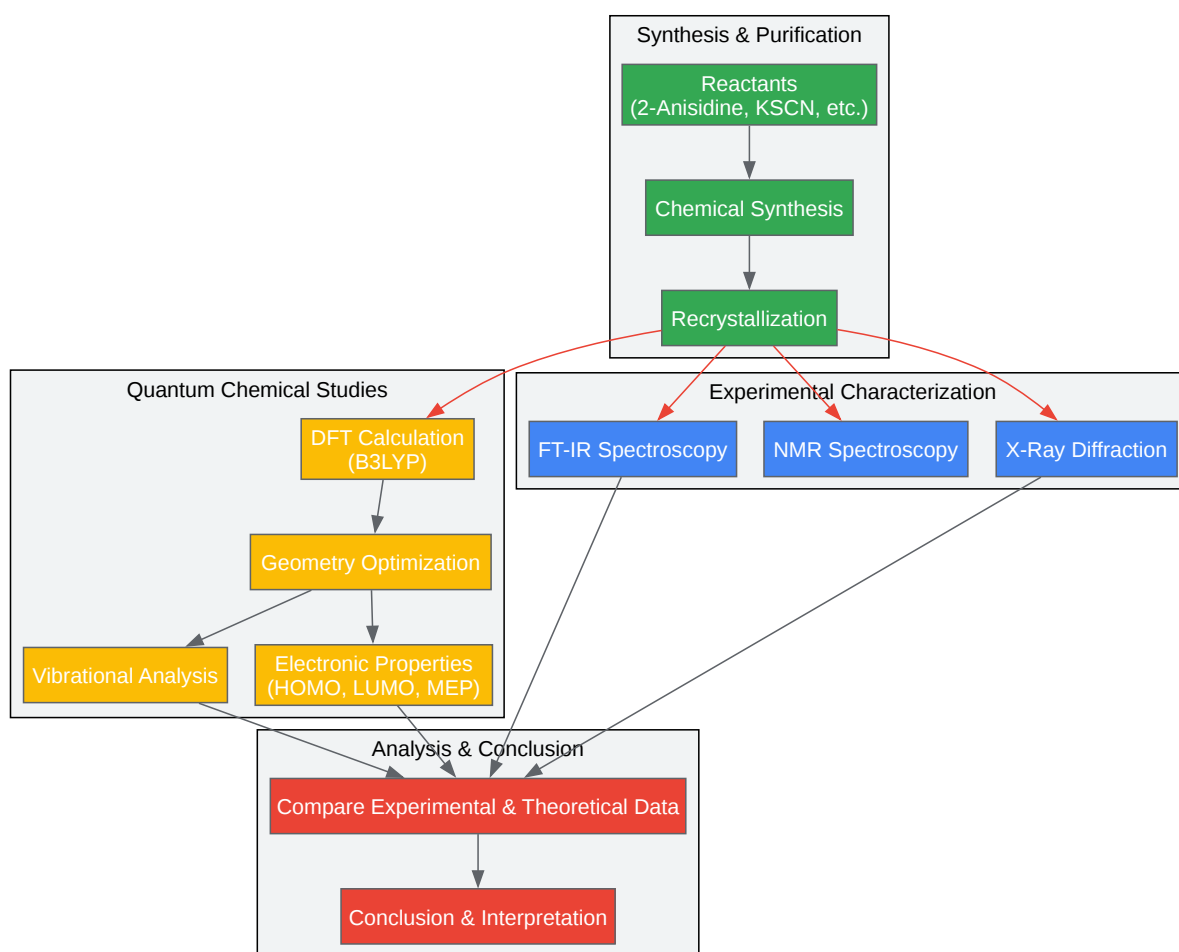 Synthesis & Purification
Reactants
(2-Anisidine, KSCN, etc.)
Chemical Synthesis
Recrystallization
Quantum Chemical Studies
DFT Calculation
(B3LYP)
Geometry Optimization
Vibrational Analysis
Electronic Properties
(HOMO, LUMO, MEP)
Experimental Characterization
FT-IR Spectroscopy
NMR Spectroscopy
X-Ray Diffraction
Analysis & Conclusion
Compare Experimental & Theoretical Data
Conclusion & Interpretation